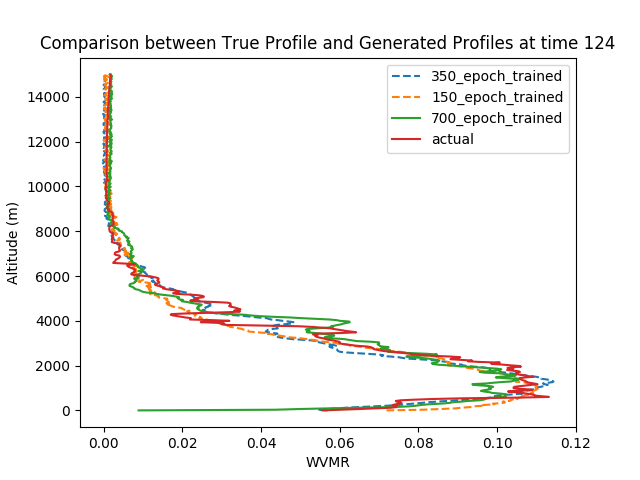 Comparison between True Profile and Generated Profiles at time 124
350_epoch_trained
150_epoch_trained
700_epoch_trained
actual
14000
12000
10000
8000
6000
4000
2000
0
Altitude (m)
0.00 0.02 0.04 0.06 0.08 0.10 0.12
WVMR